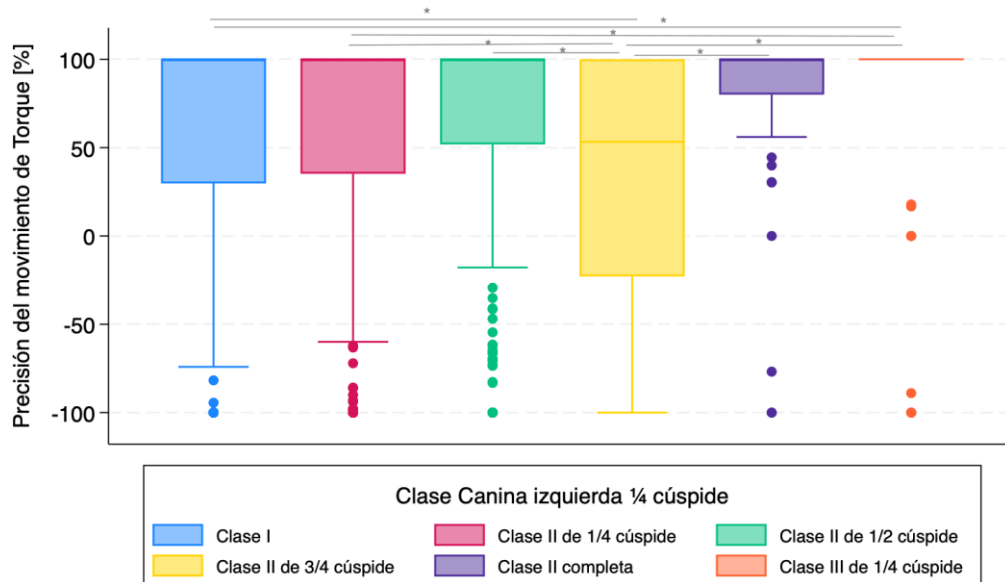 * *
* *
* * * *
Precisión del movimiento de Torque [%]
100
50
0
-50
-100
Clase Canina izquierda ¼ cúspide
Clase I Clase II de 1/4 cúspide Clase II de 1/2 cúspide
Clase II de 3/4 cúspide Clase II completa Clase III de 1/4 cúspide